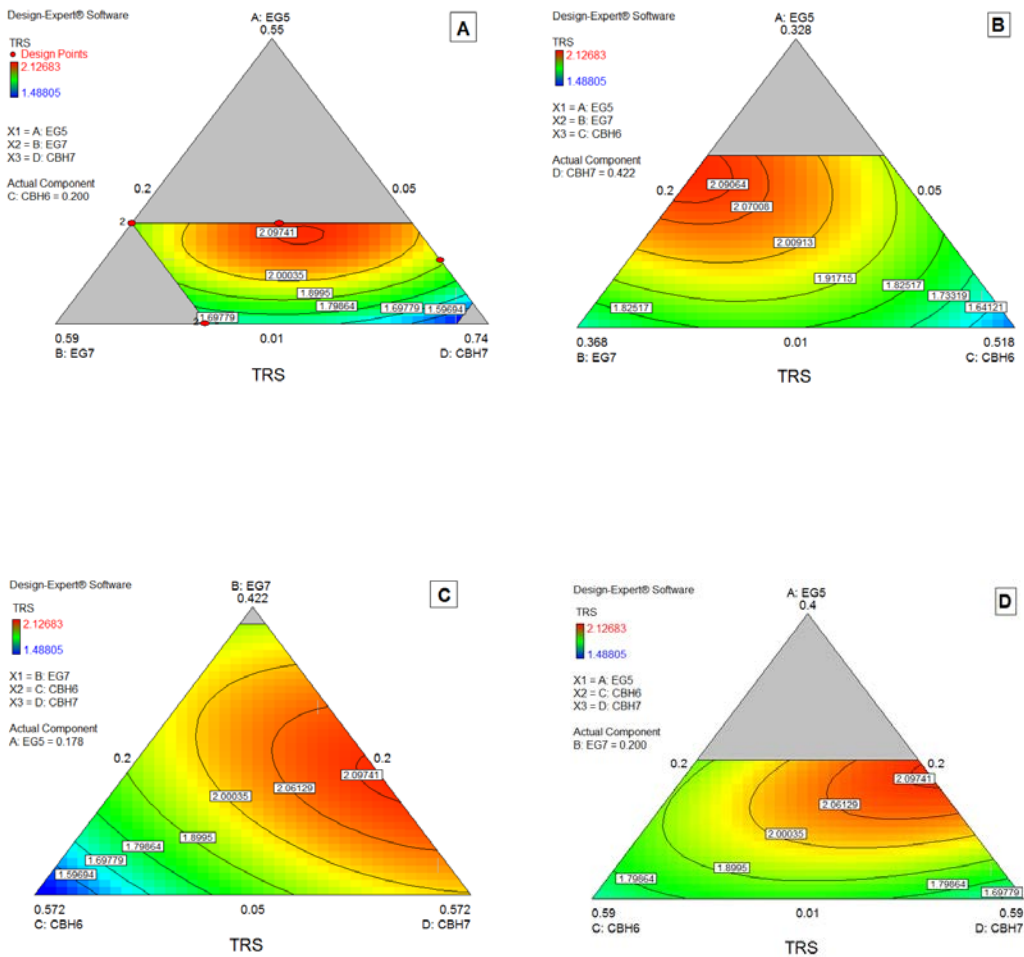 Design-Expert® Software
TRS
Design Points
2.12683
1.48805
X1 = A: EG5
X2 = B: EG7
X3 = D: CBH7
Actual Component
C: CBH6 = 0.200
A: EG5
0.55
A
0.2
0.05
2
2.09741
2.00035
1.8995
1.79864
1.69779
1.59694
2
1.69779
0.59
0.01
0.74
B: EG7
D: CBH7
TRS
Design-Expert® Software
TRS
2.12683
1.48805
X1 = A: EG5
X2 = B: EG7
X3 = C: CBH6
Actual Component
D: CBH7 = 0.422
A: EG5
0.328
B
0.2
0.05
2.09064
2.07008
2.00913
1.91715
1.82517
1.73319
1.64121
1.82517
0.368
0.01
0.518
B: EG7
C: CBH6
TRS
Design-Expert® Software
TRS
2.12683
1.48805
X1 = B: EG7
X2 = C: CBH6
X3 = D: CBH7
Actual Component
A: EG5 = 0.178
B: EG7
0.422
C
0.2
0.2
2.09741
2.06129
2.00035
1.8995
1.79864
1.69779
1.59694
0.572
0.05
0.572
C: CBH6
D: CBH7
TRS
Design-Expert® Software
TRS
2.12683
1.48805
X1 = A: EG5
X2 = C: CBH6
X3 = D: CBH7
Actual Component
B: EG7 = 0.200
A: EG5
0.4
D
0.2
0.2
2.09741
2.06129
2.00035
1.8995
1.79864
1.79864
1.69779
0.59
0.01
0.59
C: CBH6
D: CBH7
TRS